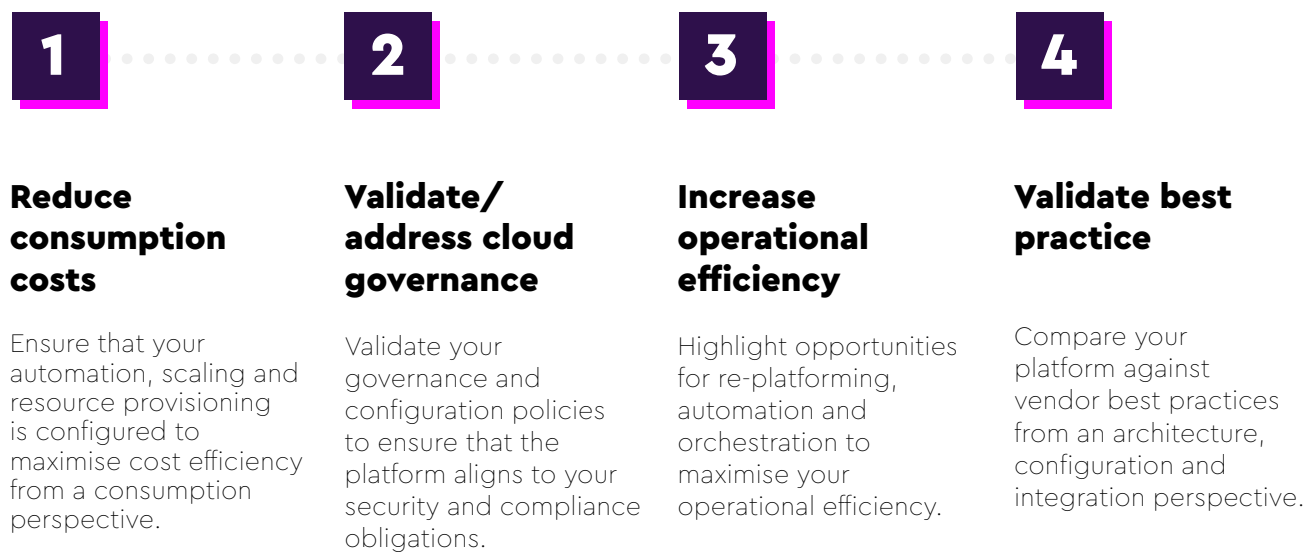 1
2
3
4
Reduce
consumption
costs
Ensure that your
automation, scaling and
resource provisioning
is configured to
maximise cost efficiency
from a consumption
perspective.
Validate/
address cloud
governance
Validate your
governance and
configuration policies
to ensure that the
platform aligns to your
security and compliance
obligations.
Increase
operational
efficiency
Highlight opportunities
for re-platforming,
automation and
orchestration to
maximise your
operational efficiency.
Validate best
practice
Compare your
platform against
vendor best practices
from an architecture,
configuration and
integration perspective.